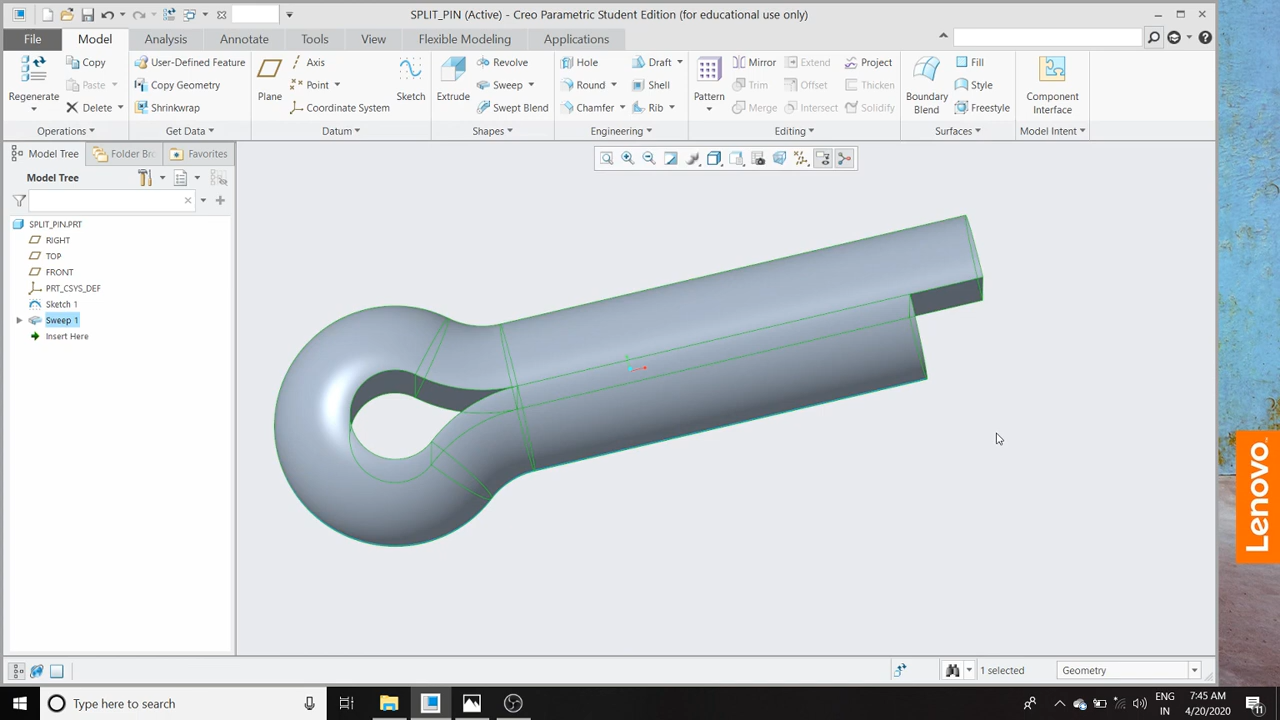 SPLIT_PIN (Active) - Creo Parametric Student Edition (for educational use only)
File Model Analysis Annotate Tools View Flexible Modeling Applications
Regenerate
Copy
Paste
Delete
Operations
User-Defined Feature
Copy Geometry
Shrinkwrap
Get Data
Plane
Axis
Point
Coordinate System
Sketch
Datum
Extrude
Revolve
Sweep
Swept Blend
Shapes
Hole
Round
Chamfer
Draft
Shell
Rib
Engineering
Pattern
Mirror
Trim
Merge
Extend
Offset
Intersect
Project
Thicken
Solidify
Editing
Boundary
Blend
Fill
Style
Freestyle
Surfaces
Component
Interface
Model Intent
Model Tree Folder Bro Favorites
Model Tree
SPLIT_PIN.PRT
RIGHT
TOP
FRONT
PRT_CSYS_DEF
Sketch 1
Sweep 1
Insert Here
Lenovo
1 selected Geometry
Type here to search
ENG
IN
7:45 AM
4/20/2020
11